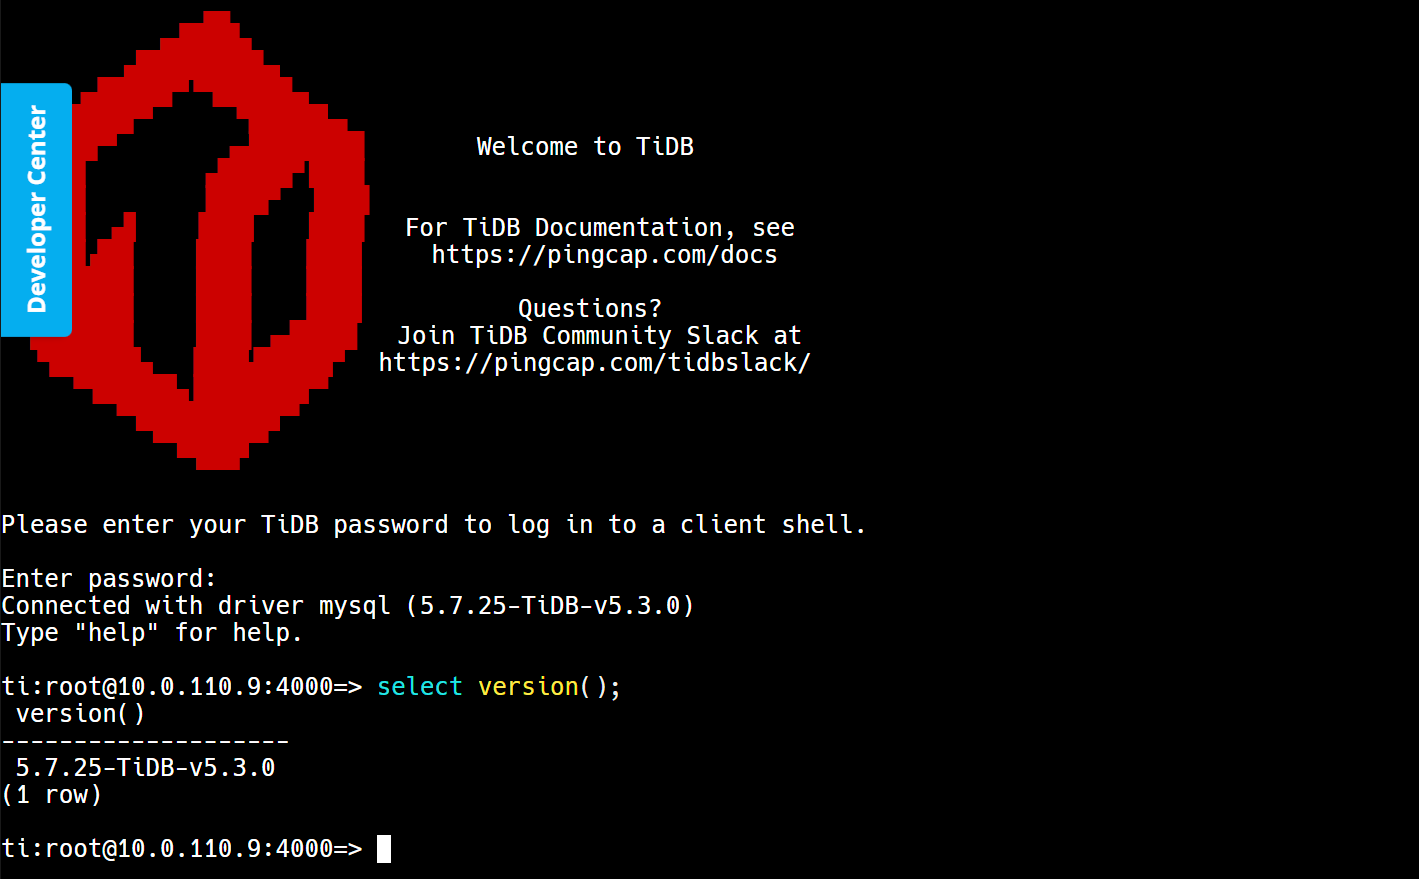 Developer Center
Welcome to TiDB
For TiDB Documentation, see
https://pingcap.com/docs
Questions?
Join TiDB Community Slack at
https://pingcap.com/tidbslack/
Please enter your TiDB password to log in to a client shell.
Enter password:
Connected with driver mysql (5.7.25-TiDB-v5.3.0)
Type "help" for help.
ti:root@10.0.110.9:4000=> select version();
version()
--------------------
5.7.25-TiDB-v5.3.0
(1 row)
ti:root@10.0.110.9:4000=>